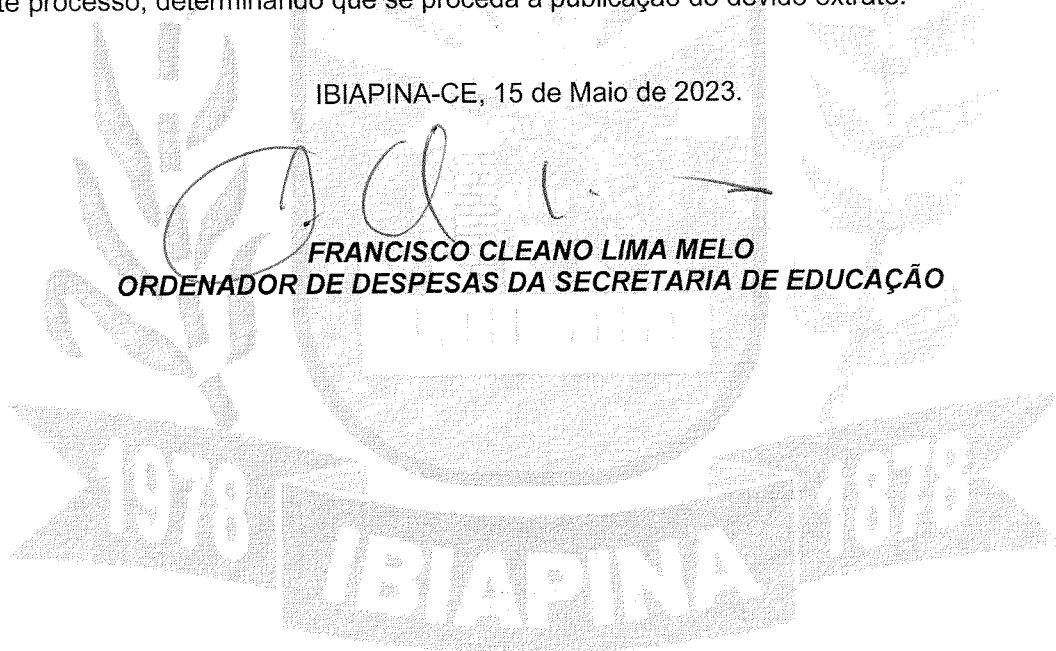 te processo, determinando que se proceda a publicação do devido extrato.
IBIAPINA-CE, 15 de Maio de 2023.
FRANCISCO CLEANO LIMA MELO
ORDENADOR DE DESPESAS DA SECRETARIA DE EDUCAÇÃO
1978
1878
IBIAPINA